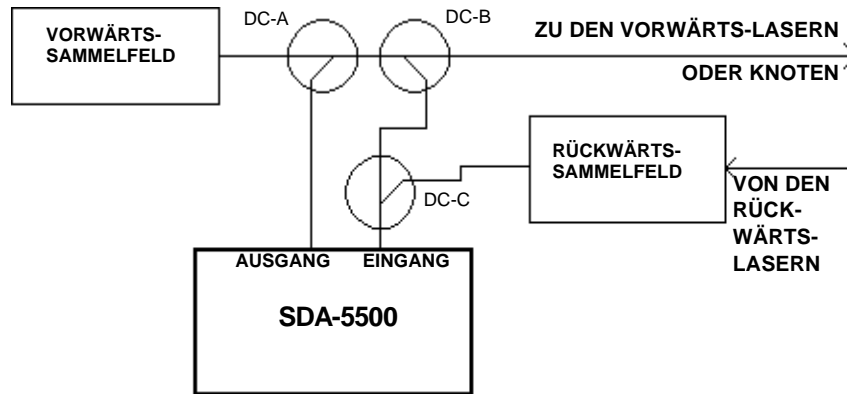 DC-A
DC-B
VORWÄRTS-
SAMMELFELD
ZU DEN VORWÄRTS-LASERN
ODER KNOTEN
RÜCKWÄRTS-
SAMMELFELD
DC-C
VON DEN
RÜCK-
WÄRTS-
LASERN
AUSGANG EINGANG
SDA-5500